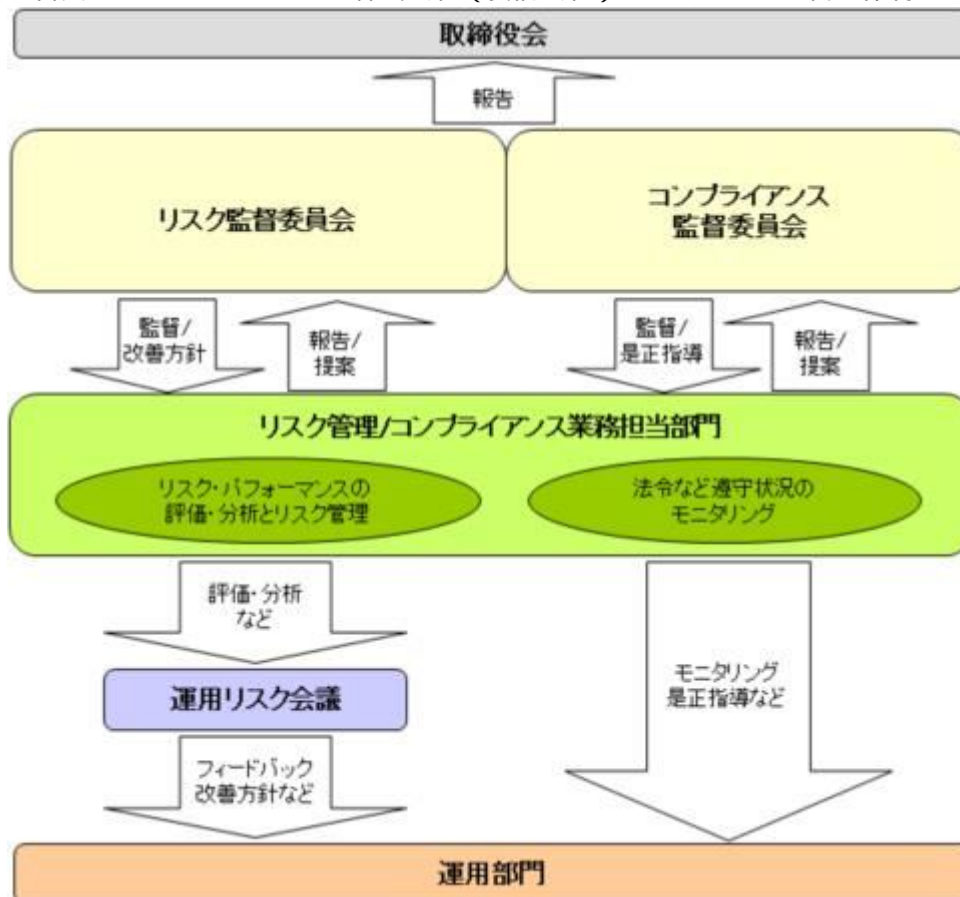 取締役会
報告
リスク監督委員会
コンプライアンス
監督委員会
監督/
改善方針
報告/
提案
監督/
是正指導
報告/
提案
リスク管理/コンプライアンス業務担当部門
リスク・パフォーマンスの
評価・分析とリスク管理
法令など遵守状況の
モニタリング
評価・分析
など
運用リスク会議
モニタリング
是正指導など
フィードバック
改善方針など
運用部門